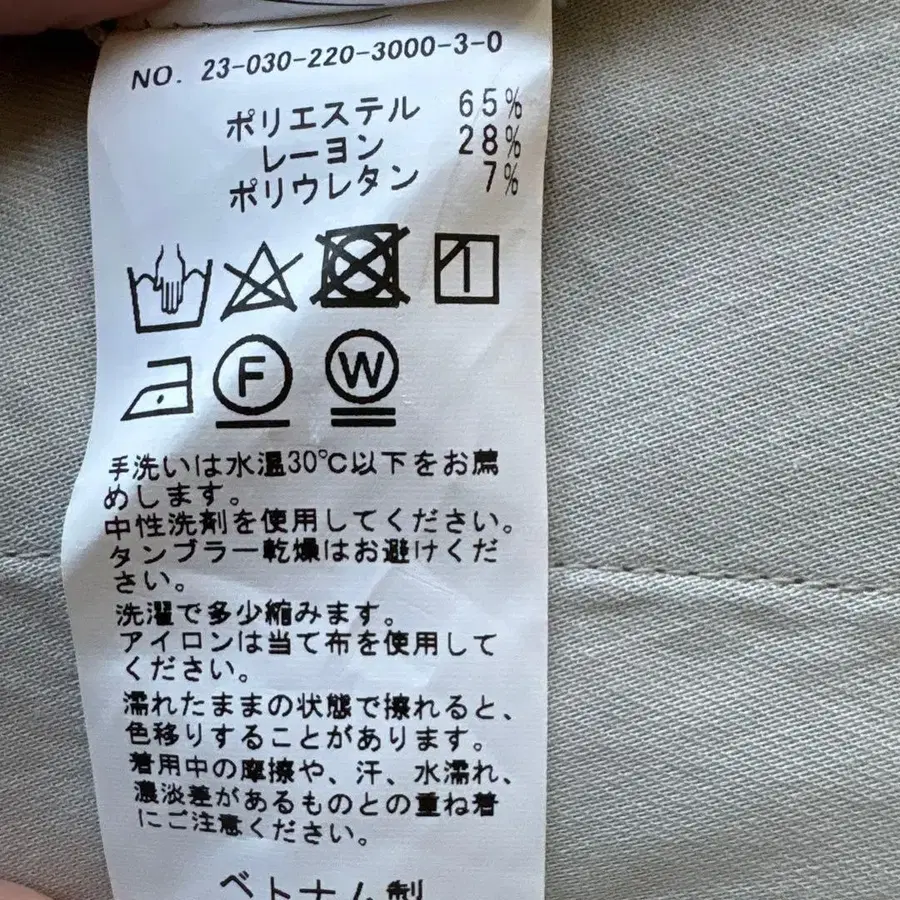 NO. 23-030-220-3000-3-0
ポリエステル 65%
レーヨン 28%
ポリウレタン 7%
F W
手洗いは水温30℃以下をお薦
めします。
中性洗剤を使用してください。
タンブラー乾燥はお避けくだ
さい。
洗濯で多少縮みます。
アイロンは当て布を使用して
ください。
濡れたままの状態で擦れると、
色移りすることがあります。
着用中の摩擦や、汗、水濡れ、
濃淡差があるものとの重ね着
にご注意ください。
ベトナム製